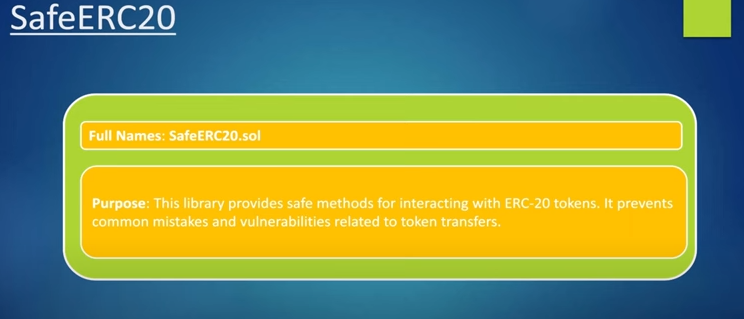 SafeERC20
Full Names: SafeERC20.sol
Purpose: This library provides safe methods for interacting with ERC-20 tokens. It prevents
common mistakes and vulnerabilities related to token transfers.